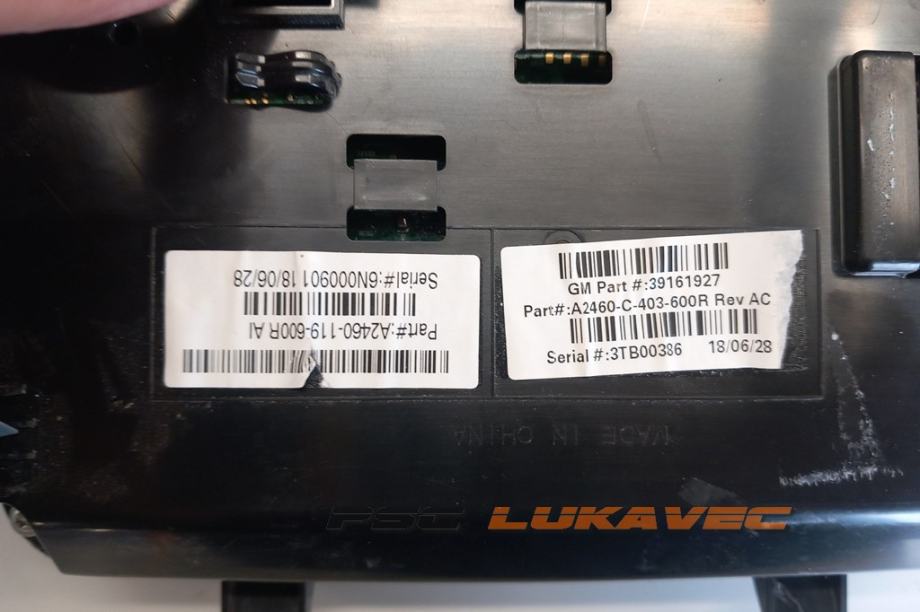 Serial#:6N000901 18/06/28
Part#:A2460-119-600R AI
GM Part #:39161927
Part#:A2460-C-403-600R Rev AC
Serial #:3TB00386 18/06/28
MADE IN CHINA
PSC LUKAVEC